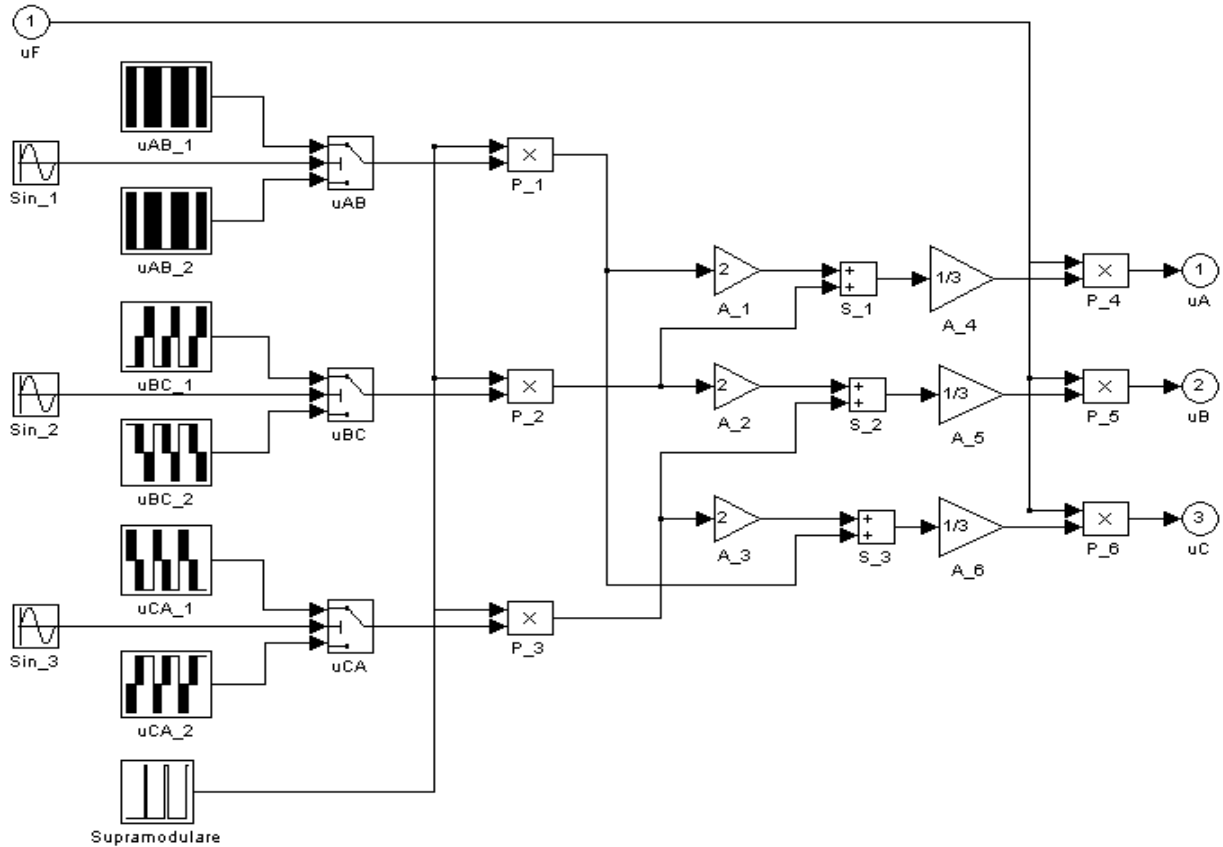 1
uF
uAB_1
Sin_1
uAB
uAB_2
×
P_1
2
A_1
+
+
S_1
1/3
A_4
×
P_4
1
uA
uBC_1
Sin_2
uBC
uBC_2
×
P_2
2
A_2
+
+
S_2
1/3
A_5
×
P_5
2
uB
uCA_1
Sin_3
uCA
uCA_2
×
P_3
2
A_3
+
+
S_3
1/3
A_6
×
P_6
3
uC
Supramodulare